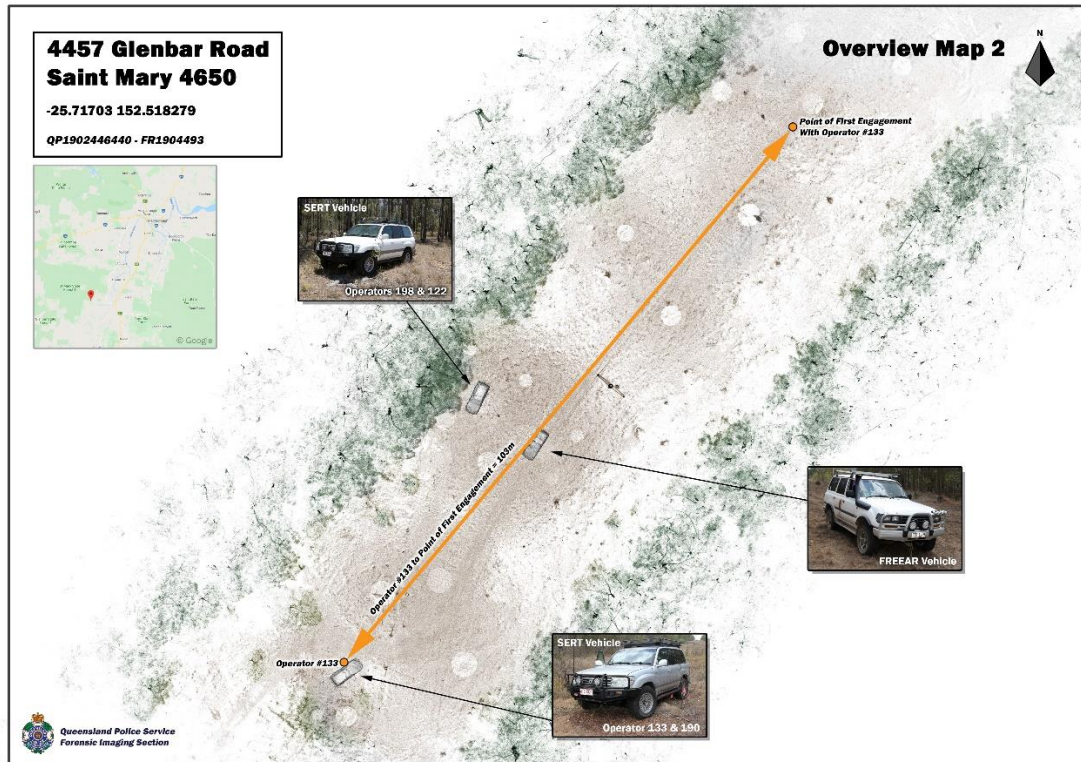 4457 Glenbar Road
Saint Mary 4650
-25.71703 152.518279
QP1902446440 - FR1904493
Overview Map 2
N
Point of First Engagement
With Operator #133
SERT Vehicle
Operators 198 & 122
© Google
Operator #133 to Point of First Engagement = 103m
FREEAR Vehicle
Operator #133
SERT Vehicle
Operator 133 & 190
Queensland Police Service
Forensic Imaging Section